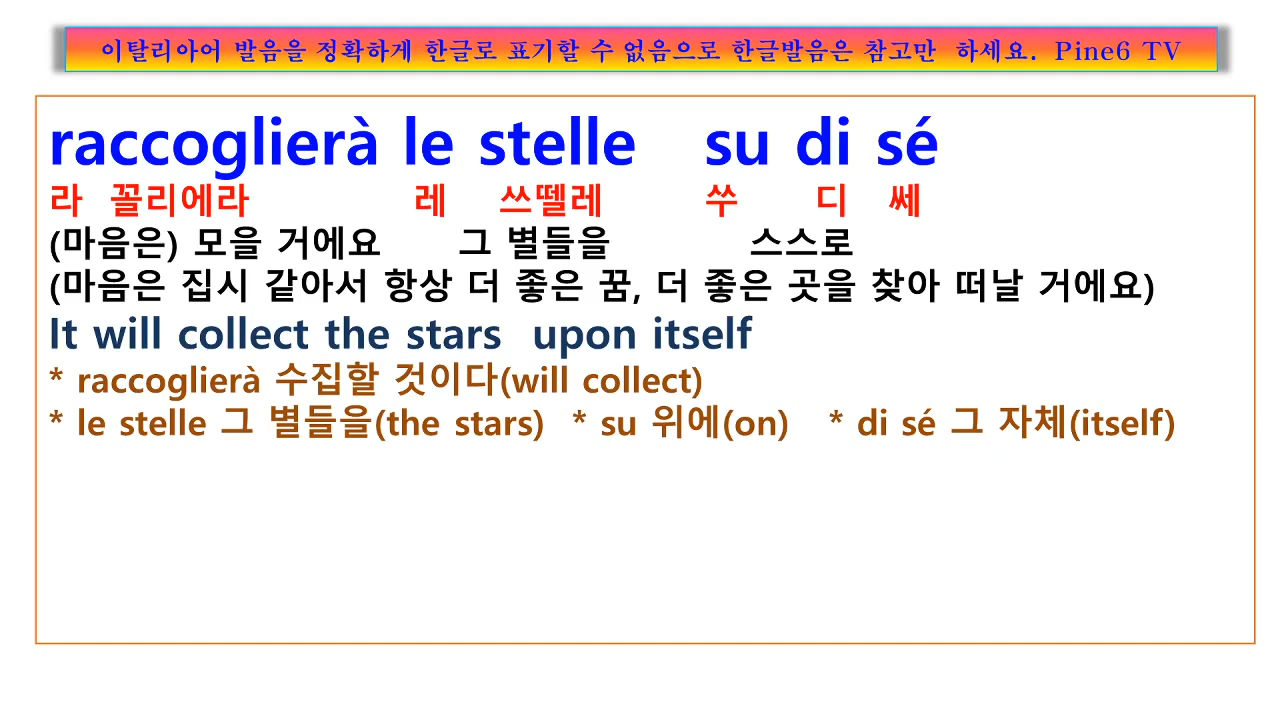 이탈리아어 발음을 정확하게 한글로 표기할 수 없음으로 한글발음은 참고만 하세요. Pine6 TV
raccoglierà le stelle su di sé
라 꼴리에라 레 쓰뗄레 쑤 디 쎄
(마음은) 모을 거에요 그 별들을 스스로
(마음은 집시 같아서 항상 더 좋은 꿈, 더 좋은 곳을 찾아 떠날 거에요)
It will collect the stars upon itself
* raccoglierà 수집할 것이다(will collect)
* le stelle 그 별들을(the stars) * su 위에(on) * di sé 그 자체(itself)